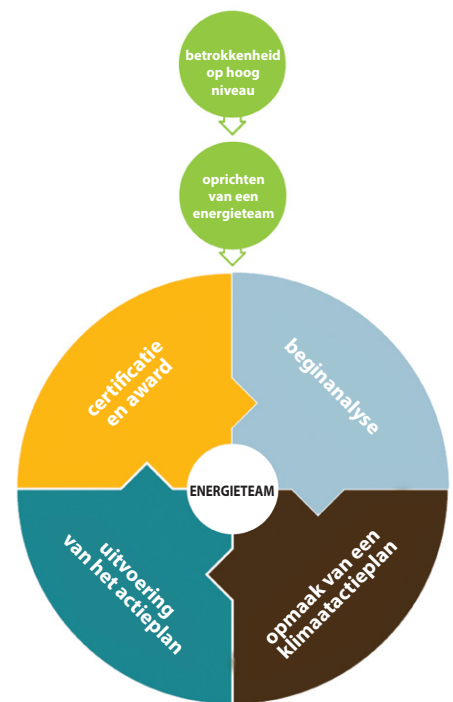 betrokkenheid
op hoog
niveau
oprichten
van een
energieteam
certificatie
en award
beginanalyse
ENERGIETEAM
uitvoering
van het actieplan
opmaak van een
klimaatactieplan